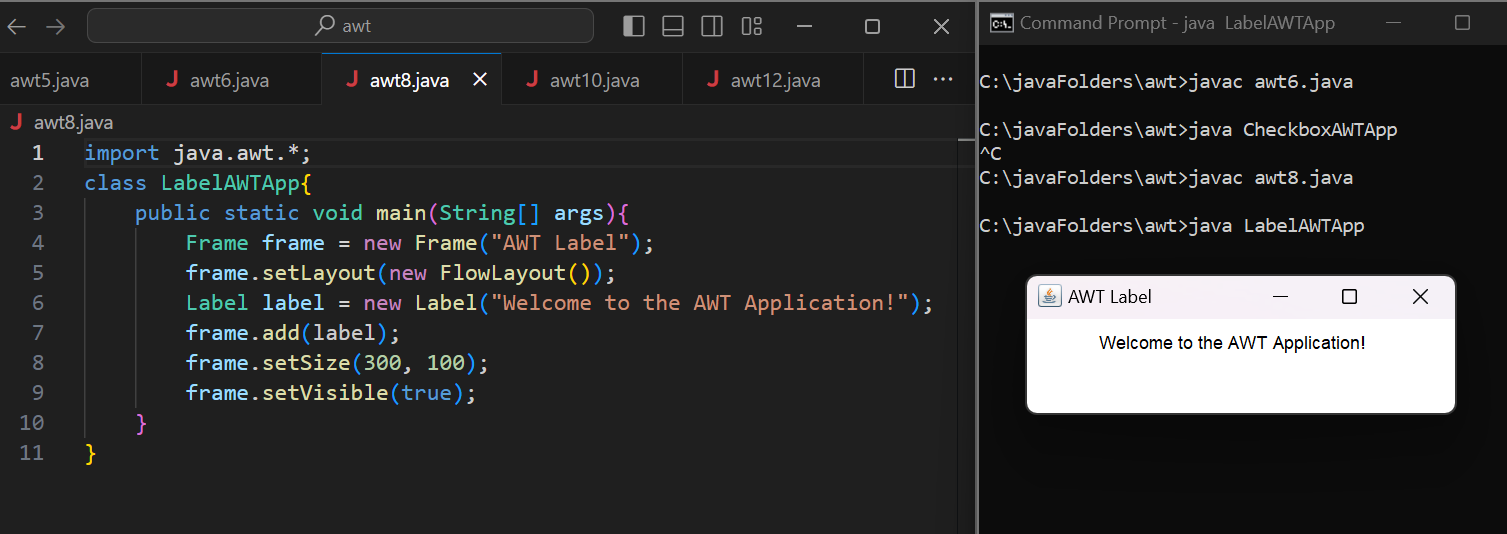 awt
awt5.java
awt6.java
awt8.java
awt10.java
awt12.java
awt8.java
1 import java.awt.*;
2 class LabelAWTApp{
3 public static void main(String[] args){
4 Frame frame = new Frame("AWT Label");
5 frame.setLayout(new FlowLayout());
6 Label label = new Label("Welcome to the AWT Application!");
7 frame.add(label);
8 frame.setSize(300, 100);
9 frame.setVisible(true);
10 }
11 }
Command Prompt - java  LabelAWTApp
C:\javaFolders\awt>javac awt6.java
C:\javaFolders\awt>java CheckboxAWTApp
^C
C:\javaFolders\awt>javac awt8.java
C:\javaFolders\awt>java LabelAWTApp
AWT Label
Welcome to the AWT Application!